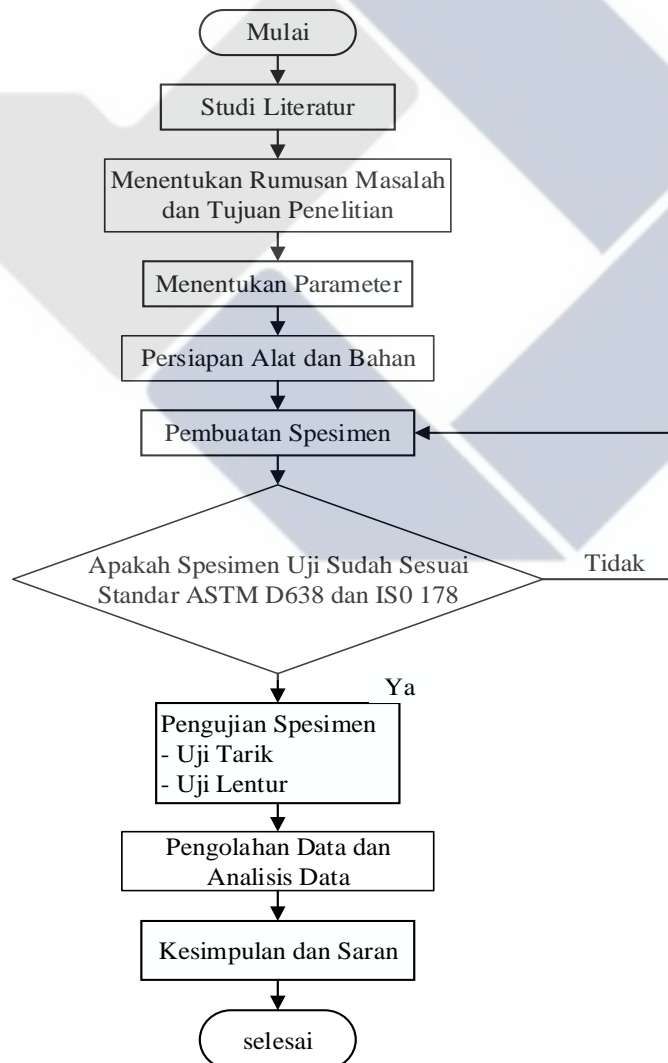 Mulai
Studi Literatur
Menentukan Rumusan Masalah
dan Tujuan Penelitian
Menentukan Parameter
Persiapan Alat dan Bahan
Pembuatan Spesimen
Apakah Spesimen Uji Sudah Sesuai
Standar ASTM D638 dan IS0 178
Tidak
Ya
Pengujian Spesimen
- Uji Tarik
- Uji Lentur
Pengolahan Data dan
Analisis Data
Kesimpulan dan Saran
selesai